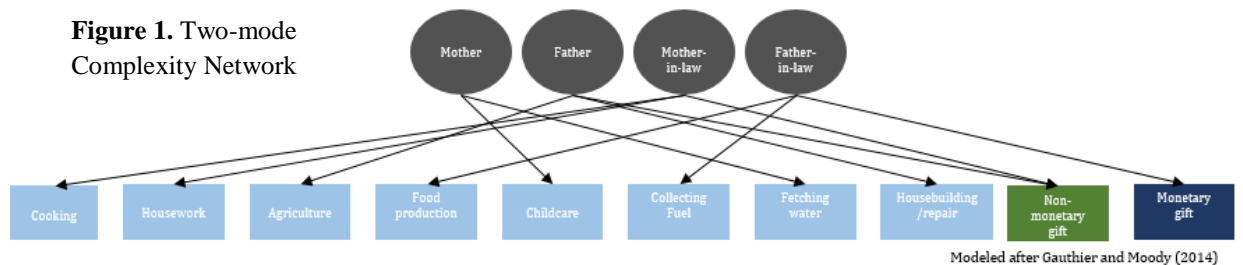 Figure 1. Two-mode
Complexity Network
Mother
Father
Mother-
in-law
Father-
in-law
Cooking
Housework
Agriculture
Food
production
Childcare
Collecting
Fuel
Fetching
water
Housebuilding
/repair
Non-
monetary
gift
Monetary
gift
Modeled after Gauthier and Moody (2014)